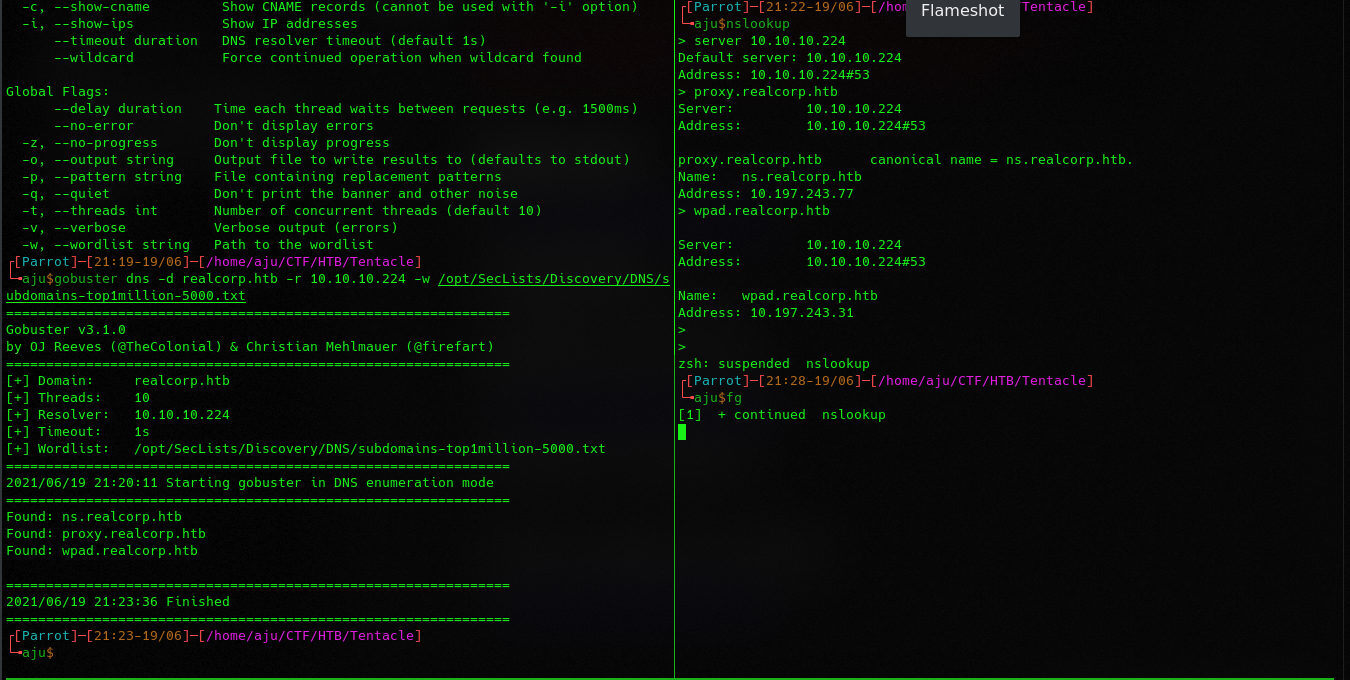 -c, --show-cname         Show CNAME records (cannot be used with '-i' option)
  -i, --show-ips           Show IP addresses
      --timeout duration   DNS resolver timeout (default 1s)
      --wildcard           Force continued operation when wildcard found

Global Flags:
      --delay duration    Time each thread waits between requests (e.g. 1500ms)
      --no-error          Don't display errors
  -z, --no-progress       Don't display progress
  -o, --output string     Output file to write results to (defaults to stdout)
  -p, --pattern string    File containing replacement patterns
  -q, --quiet             Don't print the banner and other noise
  -t, --threads int       Number of concurrent threads (default 10)
  -v, --verbose           Verbose output (errors)
  -w, --wordlist string   Path to the wordlist
┌[Parrot]─[21:19-19/06]─[/home/aju/CTF/HTB/Tentacle]
└╼aju$gobuster dns -d realcorp.htb -r 10.10.10.224 -w /opt/SecLists/Discovery/DNS/s
ubdomains-top1million-5000.txt
===============================================================
Gobuster v3.1.0
by OJ Reeves (@TheColonial) & Christian Mehlmauer (@firefart)
===============================================================
[+] Domain:     realcorp.htb
[+] Threads:    10
[+] Resolver:   10.10.10.224
[+] Timeout:    1s
[+] Wordlist:   /opt/SecLists/Discovery/DNS/subdomains-top1million-5000.txt
===============================================================
2021/06/19 21:20:11 Starting gobuster in DNS enumeration mode
===============================================================
Found: ns.realcorp.htb
Found: proxy.realcorp.htb
Found: wpad.realcorp.htb

===============================================================
2021/06/19 21:23:36 Finished
===============================================================
┌[Parrot]─[21:23-19/06]─[/home/aju/CTF/HTB/Tentacle]
└╼aju$
┌[Parrot]─[21:22-19/06]─[/hom /Tentacle]
Flameshot
└╼aju$nslookup
> server 10.10.10.224
Default server: 10.10.10.224
Address: 10.10.10.224#53
> proxy.realcorp.htb
Server:         10.10.10.224
Address:        10.10.10.224#53

proxy.realcorp.htb      canonical name = ns.realcorp.htb.
Name:   ns.realcorp.htb
Address: 10.197.243.77
> wpad.realcorp.htb

Server:         10.10.10.224
Address:        10.10.10.224#53

Name:   wpad.realcorp.htb
Address: 10.197.243.31
>
>
zsh: suspended  nslookup
┌[Parrot]─[21:28-19/06]─[/home/aju/CTF/HTB/Tentacle]
└╼aju$fg
[1]  + continued  nslookup